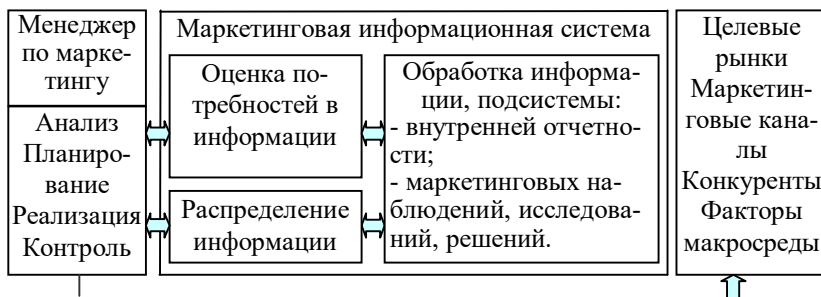 Менеджер
по марке-
тингу
Анализ
Планиро-
вание
Реализация
Контроль
Маркетинговая информационная система
Оценка по-
требностей в
информации
Распределение
информации
Обработка информа-
ции, подсистемы:
- внутренней отчетно-
сти;
- маркетинговых на-
блюдений, исследова-
ний, решений.
Целевые
рынки
Маркетин-
говые кана-
лы
Конкуренты
Факторы
макросреды